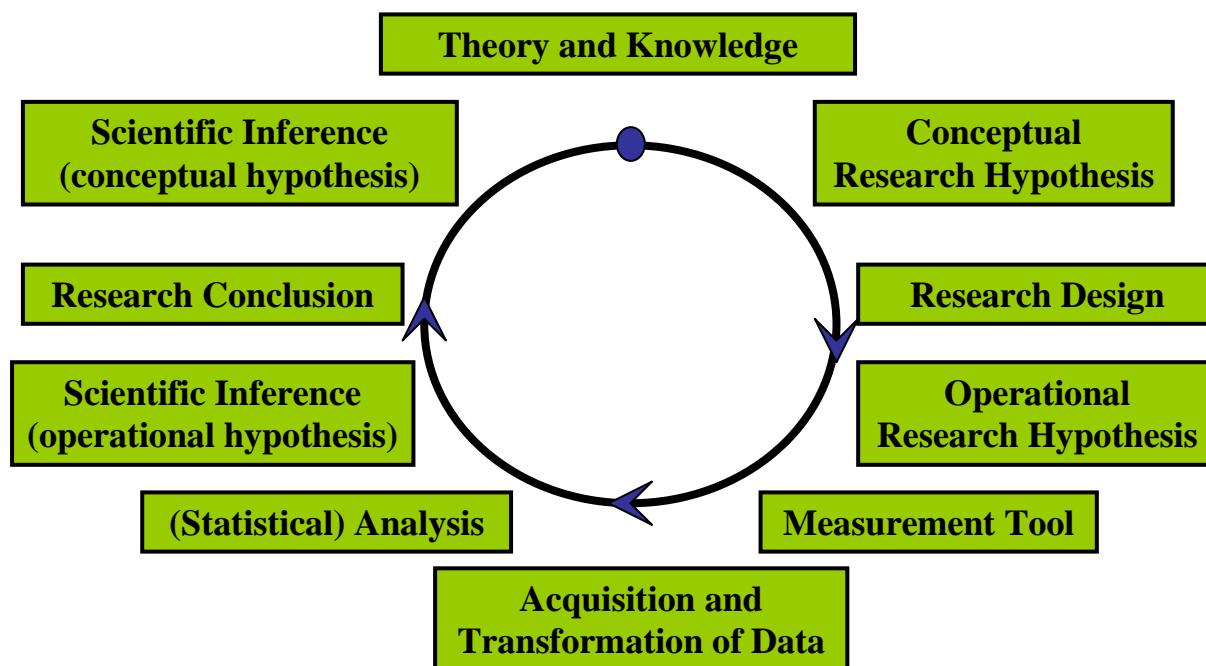 Theory and Knowledge
Conceptual
Research Hypothesis
Research Design
Operational
Research Hypothesis
Measurement Tool
Acquisition and
Transformation of Data
(Statistical) Analysis
Scientific Inference
(operational hypothesis)
Research Conclusion
Scientific Inference
(conceptual hypothesis)